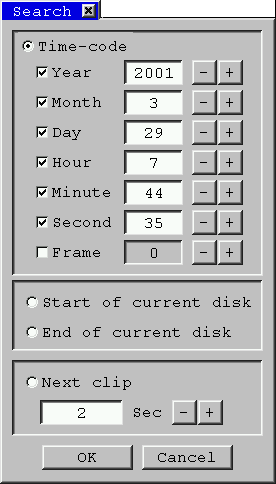 Search
Time-code
Year 2001 - +
Month 3 - +
Day 29 - +
Hour 7 - +
Minute 44 - +
Second 35 - +
Frame 0 - +
Start of current disk
End of current disk
Next clip
2 Sec - +
OK Cancel